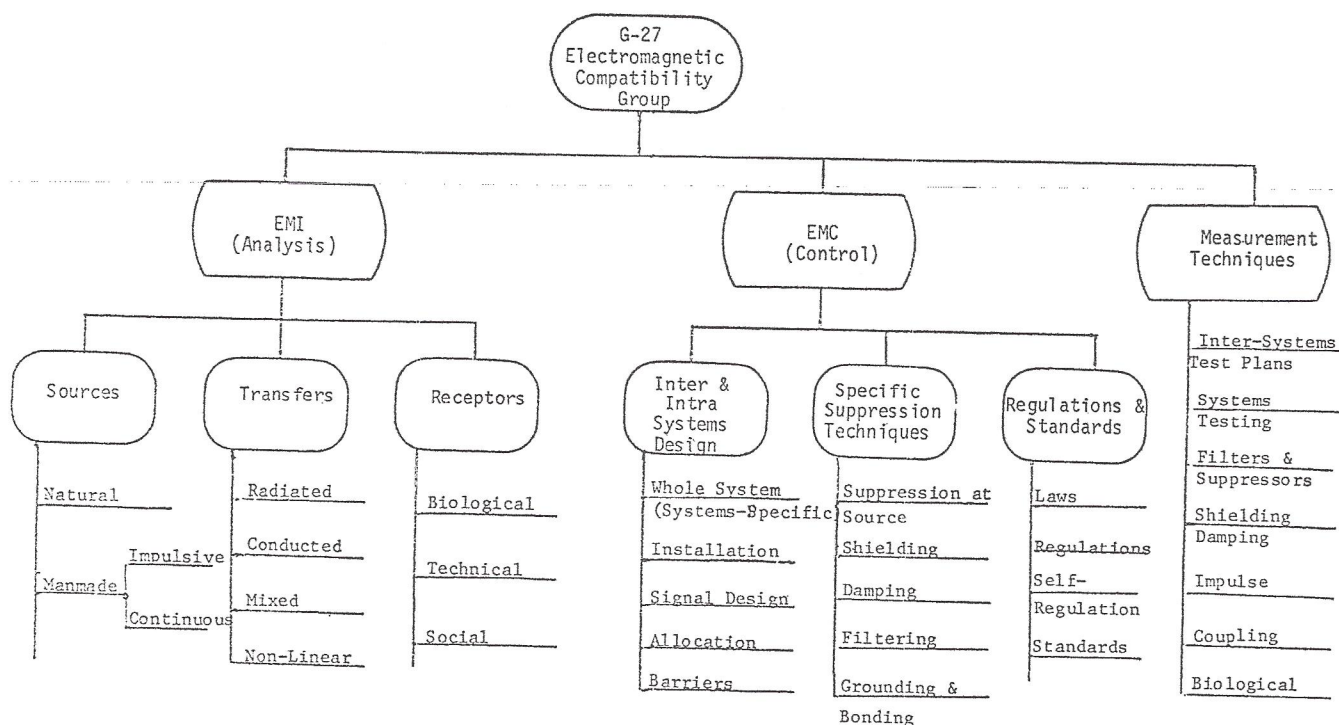 G-27
Electromagnetic
Compatibility
Group
EMI
(Analysis)
EMC
(Control)
Measurement
Techniques
Sources
Transfers
Receptors
Inter &
Intra
Systems
Design
Specific
Suppression
Techniques
Regulations &
Standards
Natural
Manmade
Impulsive
Continuous
Radiated
Conducted
Mixed
Non-Linear
Biological
Technical
Social
Whole System
(Systems-Bpecific)
Installation
Signal Design
Allocation
Barriers
Suppression at
Source
Shielding
Damping
Filtering
Grounding &
Bonding
Laws
Regulations
Self-
Regulation
Standards
Inter-Systems
Test Plans
Systems
Testing
Filters &
Suppressors
Shielding
Damping
Impulse
Coupling
Biological